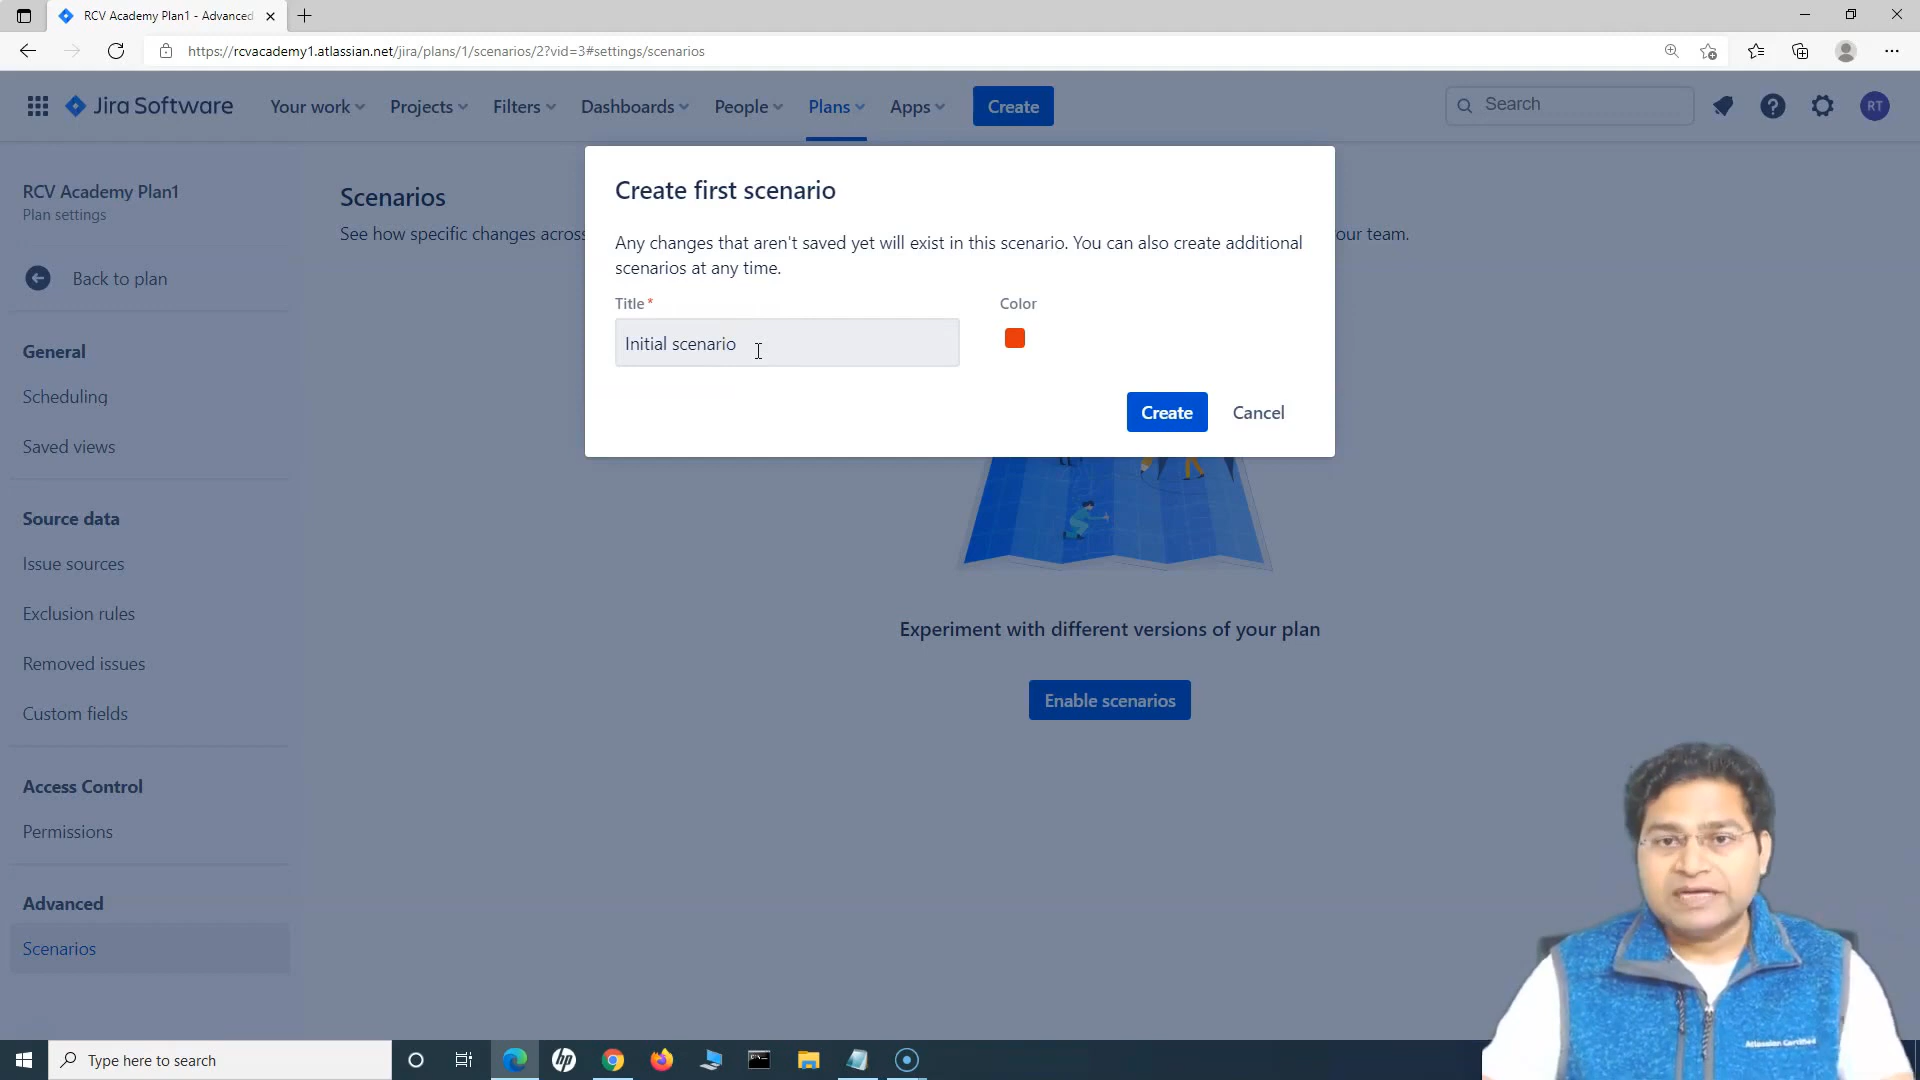 RCV Academy Plan1 - Advanced
https://rcvacademy1.atlassian.net/jira/plans/1/scenarios/2?vid=3#settings/scenarios
Jira Software
Your work
Projects
Filters
Dashboards
People
Plans
Apps
Create
Search
RT
RCV Academy Plan1
Plan settings
Back to plan
General
Scheduling
Saved views
Source data
Issue sources
Exclusion rules
Removed issues
Custom fields
Access Control
Permissions
Advanced
Scenarios
Scenarios
See how specific changes across
our team.
Create first scenario
Any changes that aren't saved yet will exist in this scenario. You can also create additional
scenarios at any time.
Title*
Color
Initial scenario
Create
Cancel
Experiment with different versions of your plan
Enable scenarios
Atlassian Certified
Type here to search
hp